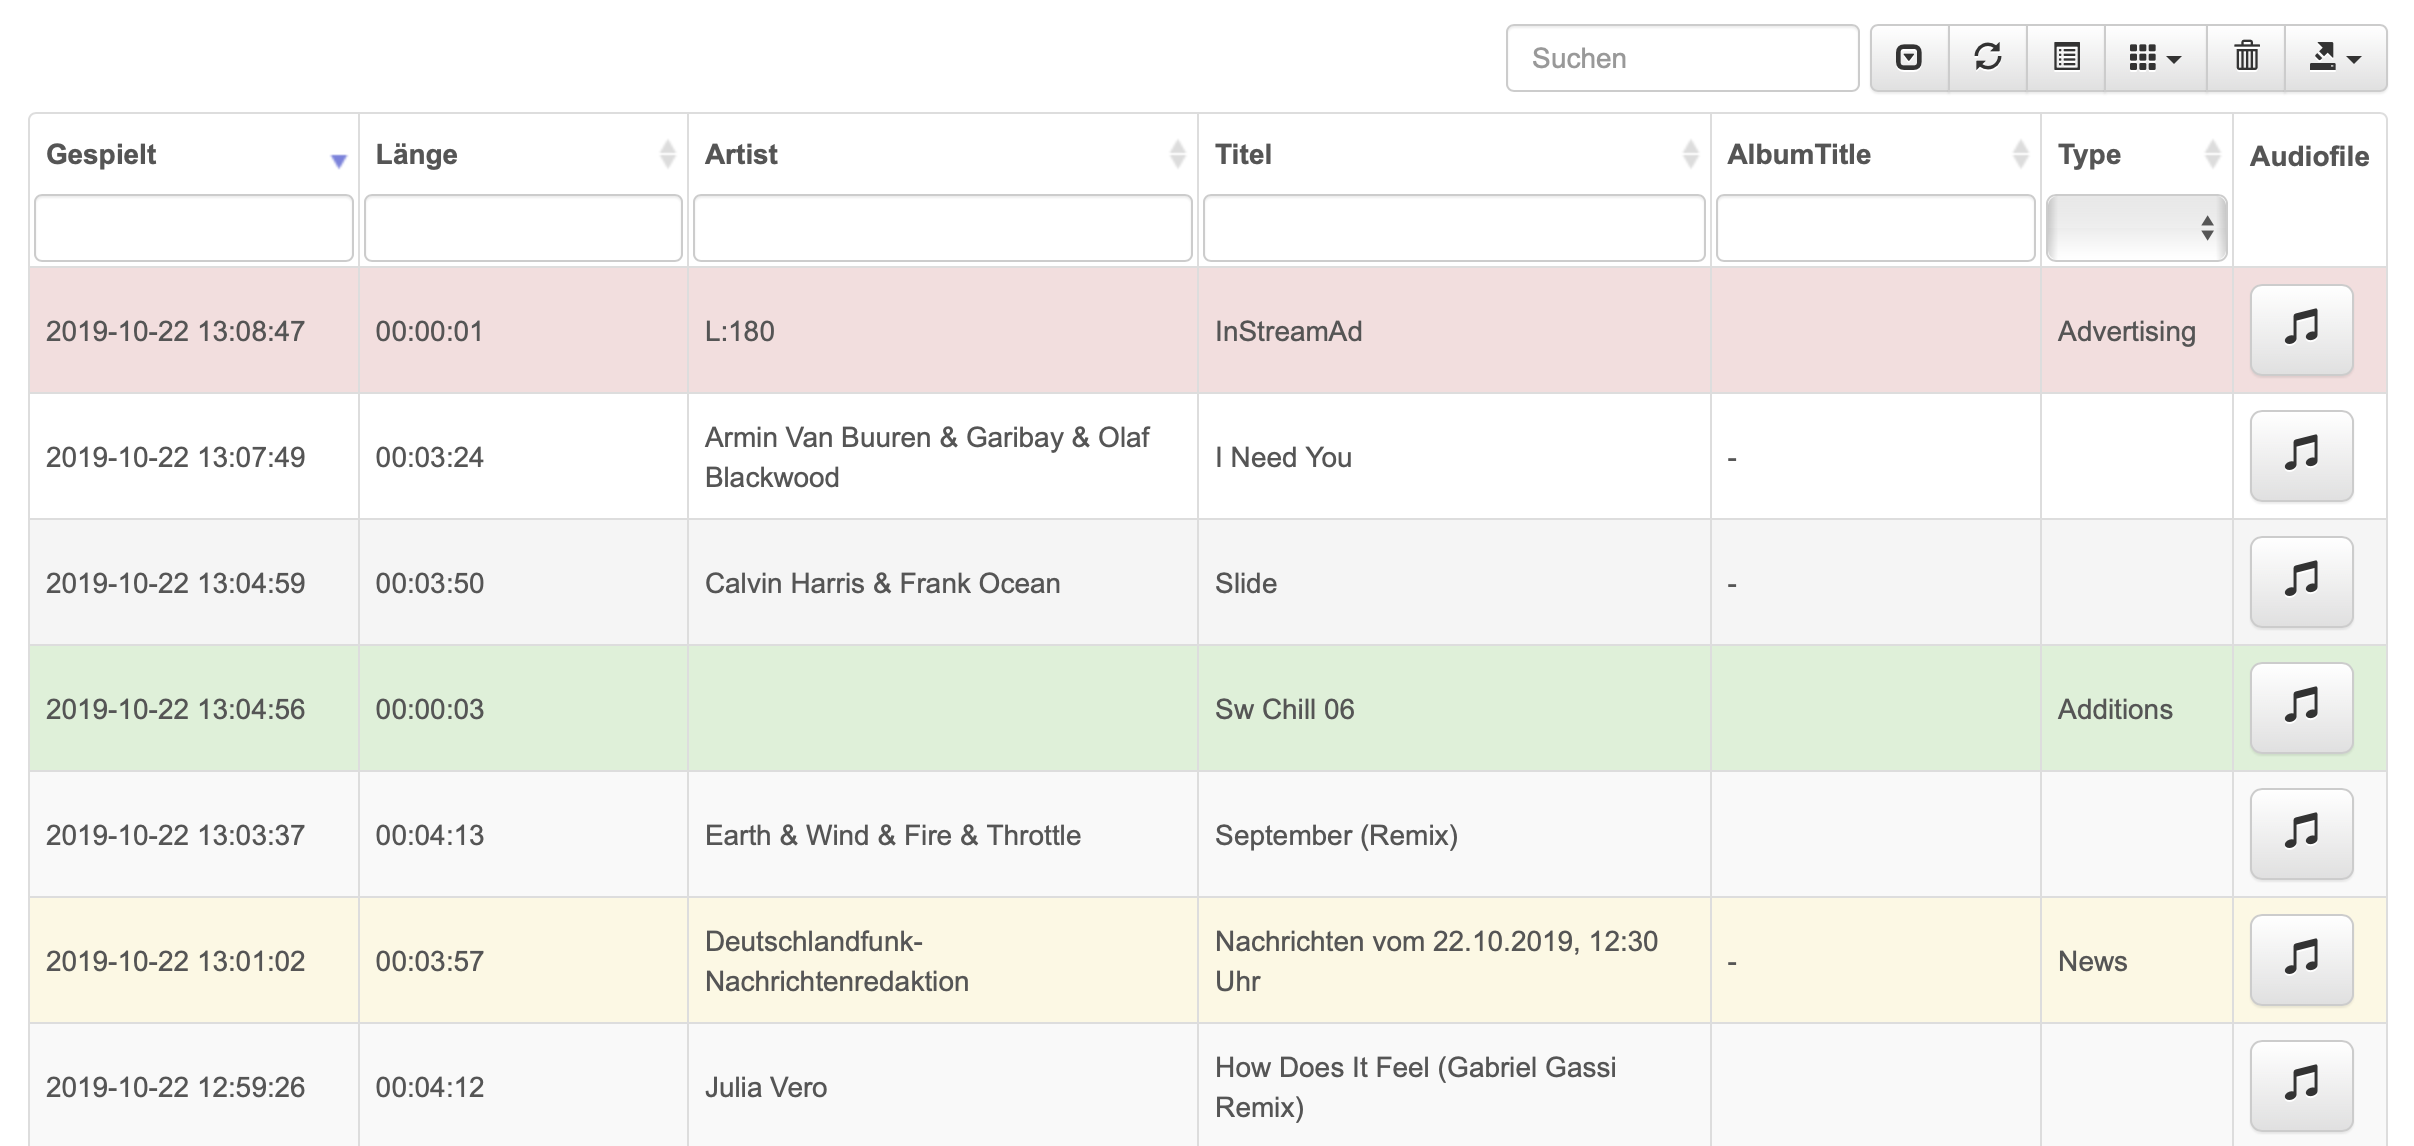 Suchen
Gespielt Länge Artist Titel AlbumTitle Type Audiofile
2019-10-22 13:08:47 00:00:01 L:180 InStreamAd Advertising
2019-10-22 13:07:49 00:03:24 Armin Van Buuren & Garibay & Olaf
Blackwood I Need You -
2019-10-22 13:04:59 00:03:50 Calvin Harris & Frank Ocean Slide -
2019-10-22 13:04:56 00:00:03 Sw Chill 06 Additions
2019-10-22 13:03:37 00:04:13 Earth & Wind & Fire & Throttle September (Remix)
2019-10-22 13:01:02 00:03:57 Deutschlandfunk-
Nachrichtenredaktion Nachrichten vom 22.10.2019, 12:30
Uhr - News
2019-10-22 12:59:26 00:04:12 Julia Vero How Does It Feel (Gabriel Gassi
Remix)